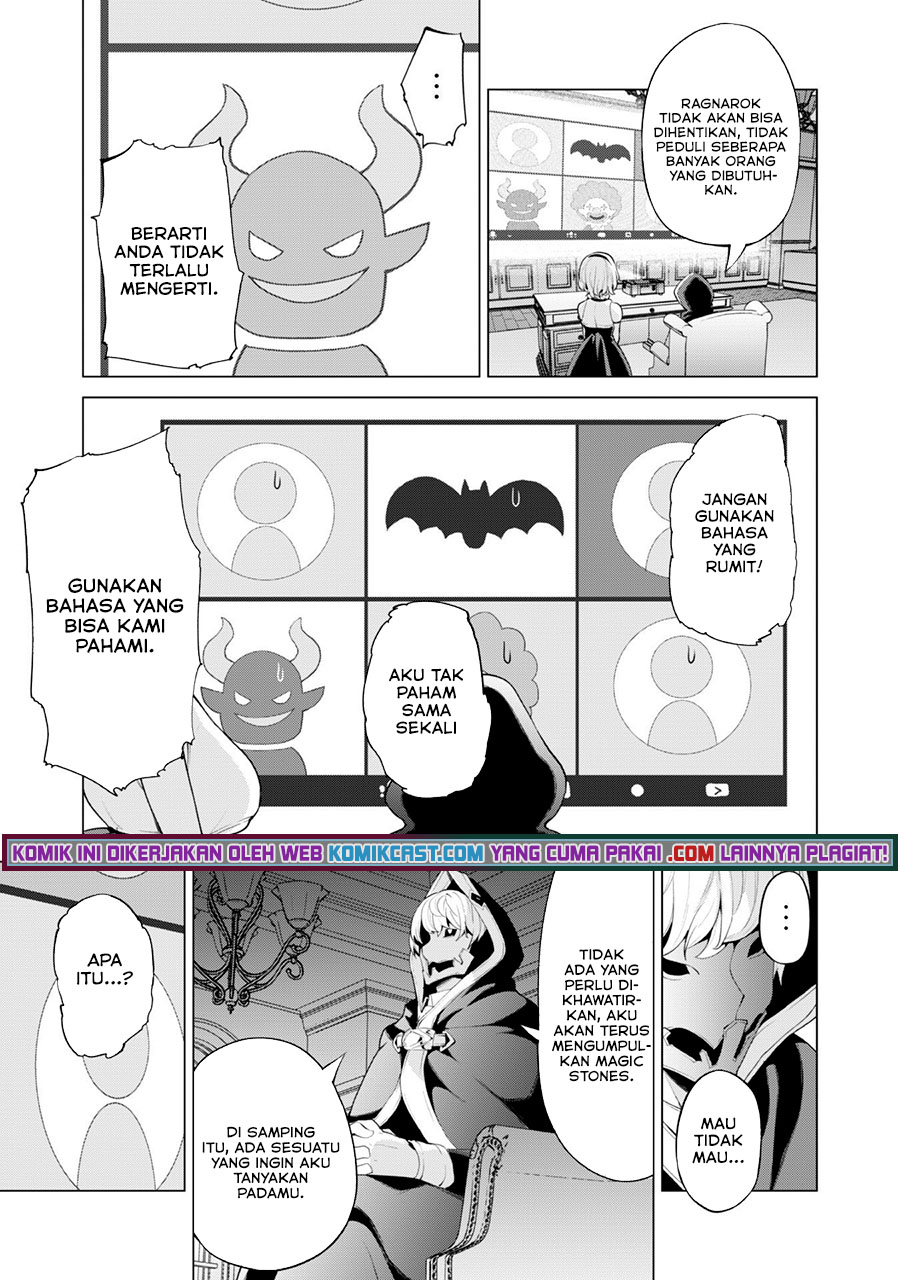 RAGNAROK
TIDAK AKAN BISA
DIHENTIKAN, TIDAK
PEDULI SEBERAPA
BANYAK ORANG
YANG DIBUTUH-
KAN.
...
BERARTI
ANDA TIDAK
TERLALU
MENGERTI.
JANGAN
GUNAKAN
BAHASA
YANG
RUMIT!
AKU TAK
PAHAM
SAMA
SEKALI
GUNAKAN
BAHASA YANG
BISA KAMI
PAHAMI.
KOMIK INI DIKERJAKAN OLEH WEB KOMIKCAST.COM YANG CUMA PAKAI .COM LAINNYA PLAGIAT!
...
MAU
TIDAK
MAU...
TIDAK
ADA YANG
PERLU DI-
KHAWATIR-
KAN, AKU
AKAN TERUS
MENGUMPUL-
KAN MAGIC
STONES.
DI SAMPING
ITU, ADA SESUATU
YANG INGIN AKU
TANYAKAN
PADAMU.
APA
ITU...?